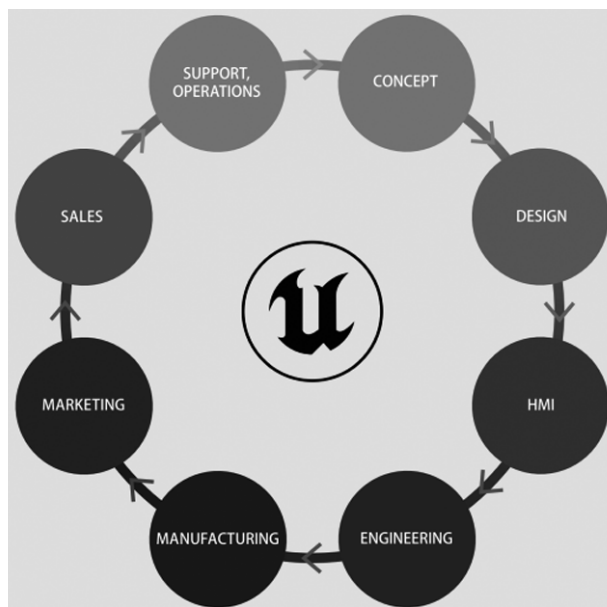 SUPPORT,
OPERATIONS
CONCEPT
SALES
DESIGN
MARKETING
HMI
MANUFACTURING
ENGINEERING